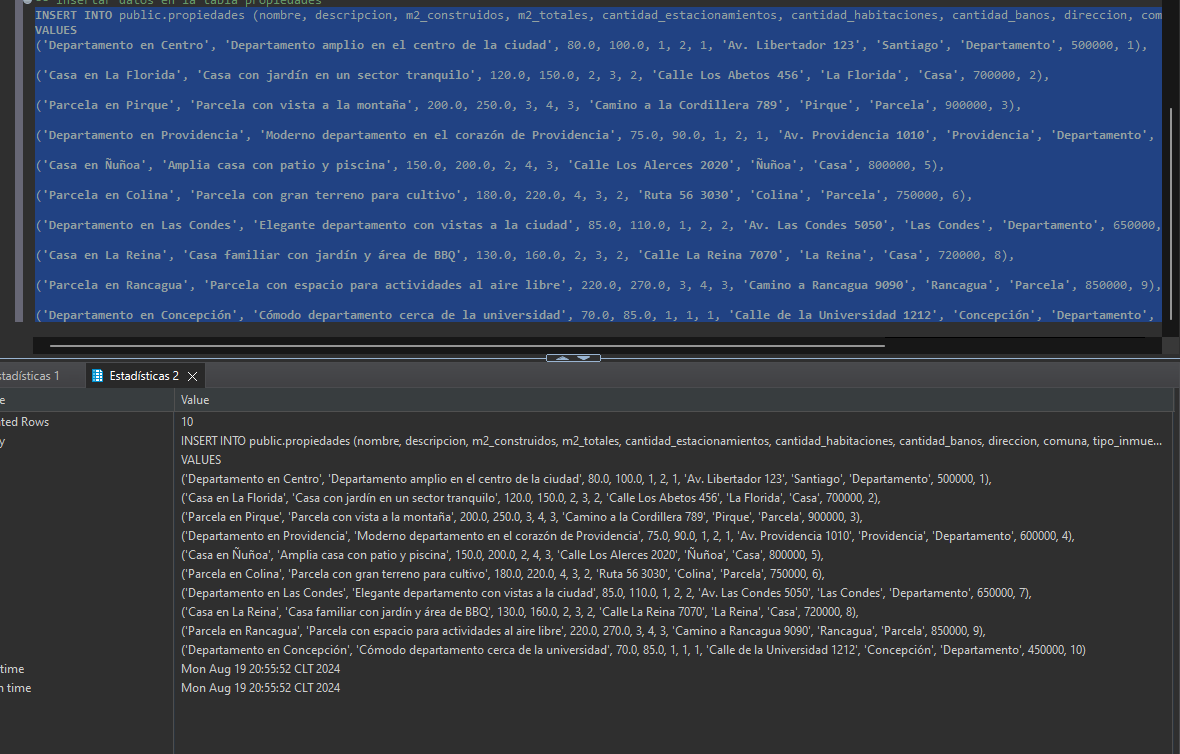 -- Insertar datos en la tabla propiedades
INSERT INTO public.propiedades (nombre, descripcion, m2_construidos, m2_totales, cantidad_estacionamientos, cantidad_habitaciones, cantidad_banos, direccion, com
VALUES
('Departamento en Centro', 'Departamento amplio en el centro de la ciudad', 80.0, 100.0, 1, 2, 1, 'Av. Libertador 123', 'Santiago', 'Departamento', 500000, 1),
('Casa en La Florida', 'Casa con jardín en un sector tranquilo', 120.0, 150.0, 2, 3, 2, 'Calle Los Abetos 456', 'La Florida', 'Casa', 700000, 2),
('Parcela en Pirque', 'Parcela con vista a la montaña', 200.0, 250.0, 3, 4, 3, 'Camino a la Cordillera 789', 'Pirque', 'Parcela', 900000, 3),
('Departamento en Providencia', 'Moderno departamento en el corazón de Providencia', 75.0, 90.0, 1, 2, 1, 'Av. Providencia 1010', 'Providencia', 'Departamento',
('Casa en Ñuñoa', 'Amplia casa con patio y piscina', 150.0, 200.0, 2, 4, 3, 'Calle Los Alerces 2020', 'Ñuñoa', 'Casa', 800000, 5),
('Parcela en Colina', 'Parcela con gran terreno para cultivo', 180.0, 220.0, 4, 3, 2, 'Ruta 56 3030', 'Colina', 'Parcela', 750000, 6),
('Departamento en Las Condes', 'Elegante departamento con vistas a la ciudad', 85.0, 110.0, 1, 2, 2, 'Av. Las Condes 5050', 'Las Condes', 'Departamento', 650000,
('Casa en La Reina', 'Casa familiar con jardín y área de BBQ', 130.0, 160.0, 2, 3, 2, 'Calle La Reina 7070', 'La Reina', 'Casa', 720000, 8),
('Parcela en Rancagua', 'Parcela con espacio para actividades al aire libre', 220.0, 270.0, 3, 4, 3, 'Camino a Rancagua 9090', 'Rancagua', 'Parcela', 850000, 9),
('Departamento en Concepción', 'Cómodo departamento cerca de la universidad', 70.0, 85.0, 1, 1, 1, 'Calle de la Universidad 1212', 'Concepción', 'Departamento',
stadísticas 1 Estadísticas 2
e Value
ted Rows 10
y INSERT INTO public.propiedades (nombre, descripcion, m2_construidos, m2_totales, cantidad_estacionamientos, cantidad_habitaciones, cantidad_banos, direccion, comuna, tipo_inmue...
VALUES
('Departamento en Centro', 'Departamento amplio en el centro de la ciudad', 80.0, 100.0, 1, 2, 1, 'Av. Libertador 123', 'Santiago', 'Departamento', 500000, 1),
('Casa en La Florida', 'Casa con jardín en un sector tranquilo', 120.0, 150.0, 2, 3, 2, 'Calle Los Abetos 456', 'La Florida', 'Casa', 700000, 2),
('Parcela en Pirque', 'Parcela con vista a la montaña', 200.0, 250.0, 3, 4, 3, 'Camino a la Cordillera 789', 'Pirque', 'Parcela', 900000, 3),
('Departamento en Providencia', 'Moderno departamento en el corazón de Providencia', 75.0, 90.0, 1, 2, 1, 'Av. Providencia 1010', 'Providencia', 'Departamento', 600000, 4),
('Casa en Ñuñoa', 'Amplia casa con patio y piscina', 150.0, 200.0, 2, 4, 3, 'Calle Los Alerces 2020', 'Ñuñoa', 'Casa', 800000, 5),
('Parcela en Colina', 'Parcela con gran terreno para cultivo', 180.0, 220.0, 4, 3, 2, 'Ruta 56 3030', 'Colina', 'Parcela', 750000, 6),
('Departamento en Las Condes', 'Elegante departamento con vistas a la ciudad', 85.0, 110.0, 1, 2, 2, 'Av. Las Condes 5050', 'Las Condes', 'Departamento', 650000, 7),
('Casa en La Reina', 'Casa familiar con jardín y área de BBQ', 130.0, 160.0, 2, 3, 2, 'Calle La Reina 7070', 'La Reina', 'Casa', 720000, 8),
('Parcela en Rancagua', 'Parcela con espacio para actividades al aire libre', 220.0, 270.0, 3, 4, 3, 'Camino a Rancagua 9090', 'Rancagua', 'Parcela', 850000, 9),
('Departamento en Concepción', 'Cómodo departamento cerca de la universidad', 70.0, 85.0, 1, 1, 1, 'Calle de la Universidad 1212', 'Concepción', 'Departamento', 450000, 10)
time Mon Aug 19 20:55:52 CLT 2024
n time Mon Aug 19 20:55:52 CLT 2024